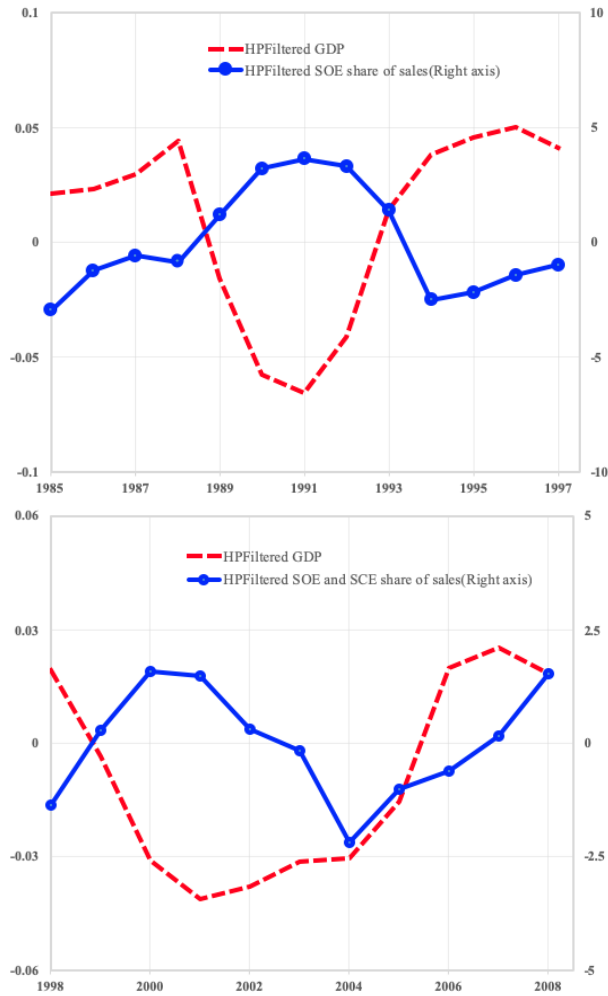 0.1 10
HPFiltered GDP
HPFiltered SOE share of sales(Right axis)
0.05 5
0 0
-0.05 -5
-0.1 -10
1985 1987 1989 1991 1993 1995 1997
0.06 5
HPFiltered GDP
HPFiltered SOE and SCE share of sales(Right axis)
0.03 2.5
0 0
-0.03 -2.5
-0.06 -5
1998 2000 2002 2004 2006 2008